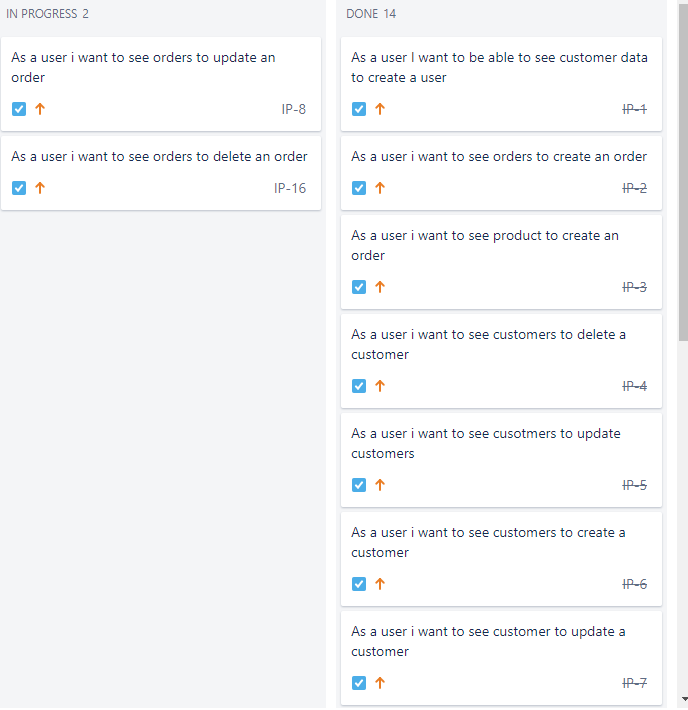 IN PROGRESS 2
As a user i want to see orders to update an
order
IP-8
As a user i want to see orders to delete an order
IP-16
DONE 14
As a user I want to be able to see customer data
to create a user
IP-1
As a user i want to see orders to create an order
IP-2
As a user i want to see product to create an
order
IP-3
As a user i want to see customers to delete a
customer
IP-4
As a user i want to see cusotmers to update
customers
IP-5
As a user i want to see customers to create a
customer
IP-6
As a user i want to see customer to update a
customer
IP-7